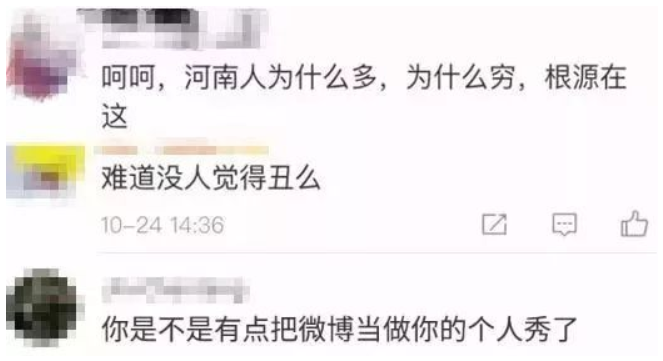 呵呵，河南人为什么多，为什么穷，根源在
这
难道没人觉得丑么
10-24 14:36
你是不是有点把微博当做你的个人秀了